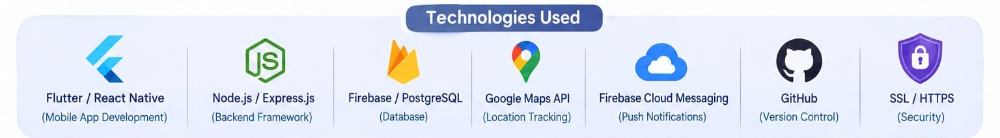 Technologies Used
JS
Flutter / React Native
(Mobile App Development)
Node.js / Express.js
(Backend Framework)
Firebase / PostgreSQL
(Database)
Google Maps API
(Location Tracking)
Firebase Cloud Messaging
(Push Notifications)
GitHub
(Version Control)
SSL / HTTPS
(Security)